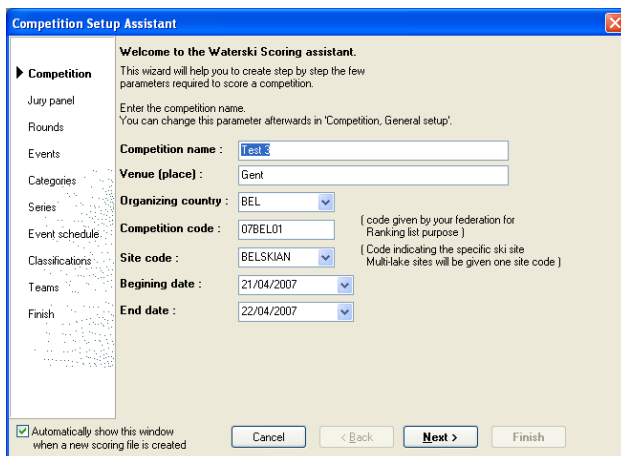 Competition Setup Assistant
Competition
Jury panel
Rounds
Events
Categories
Series
Event schedule
Classifications
Teams
Finish
Welcome to the Waterski Scoring assistant.
This wizard will help you to create step by step the few
parameters required to score a competition.
Enter the competition name.
You can change this parameter afterwards in 'Competition, General setup'.
Competition name : Test 3
Venue (place) : Gent
Organizing country : BEL
Competition code : 07BEL01 ( code given by your federation for
Ranking list purpose )
Site code : BELSKIAN ( Code indicating the specific ski site
Multi-lake sites will be given one site code )
Begining date : 21/04/2007
End date : 22/04/2007
Automatically show this window
when a new scoring file is created
Cancel < Back Next > Finish